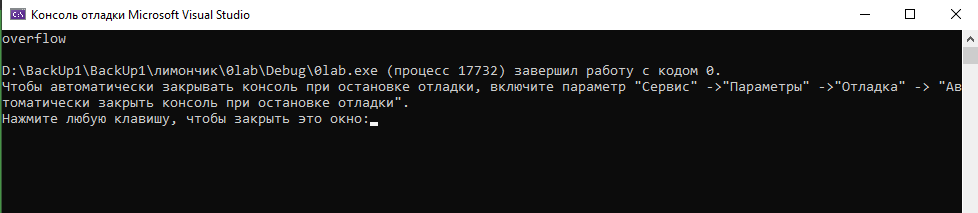 Консоль отладки Microsoft Visual Studio
overflow
D:\BackUp1\BackUp1\лимончик\0lab\Debug\0lab.exe (процесс 17732) завершил работу с кодом 0.
Чтобы автоматически закрывать консоль при остановке отладки, включите параметр "Сервис" ->"Параметры" ->"Отладка" -> "Ав
томатически закрыть консоль при остановке отладки".
Нажмите любую клавишу, чтобы закрыть это окно: